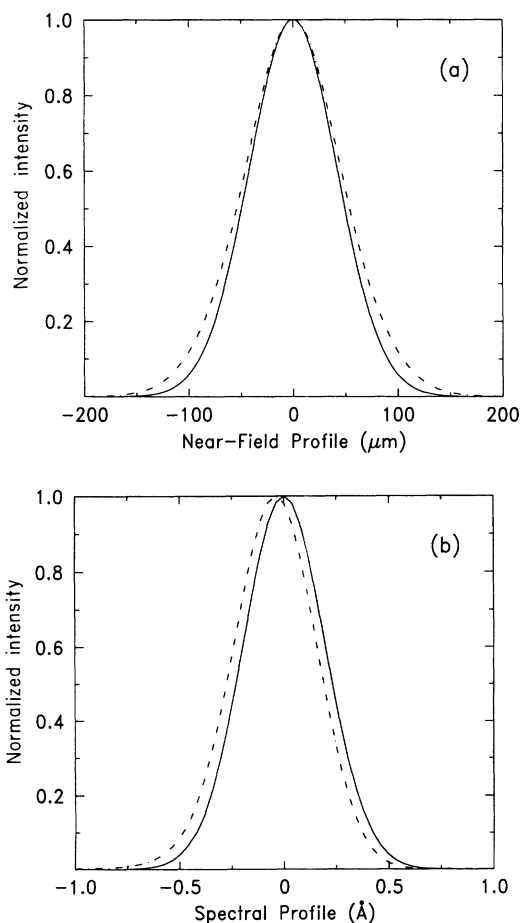 (a)
Normalized intensity
1.0
0.8
0.6
0.4
0.2
-200 -100 0 100 200
Near-Field Profile (μm)
(b)
Normalized intensity
1.0
0.8
0.6
0.4
0.2
-1.0 -0.5 0 0.5 1.0
Spectral Profile (Å)